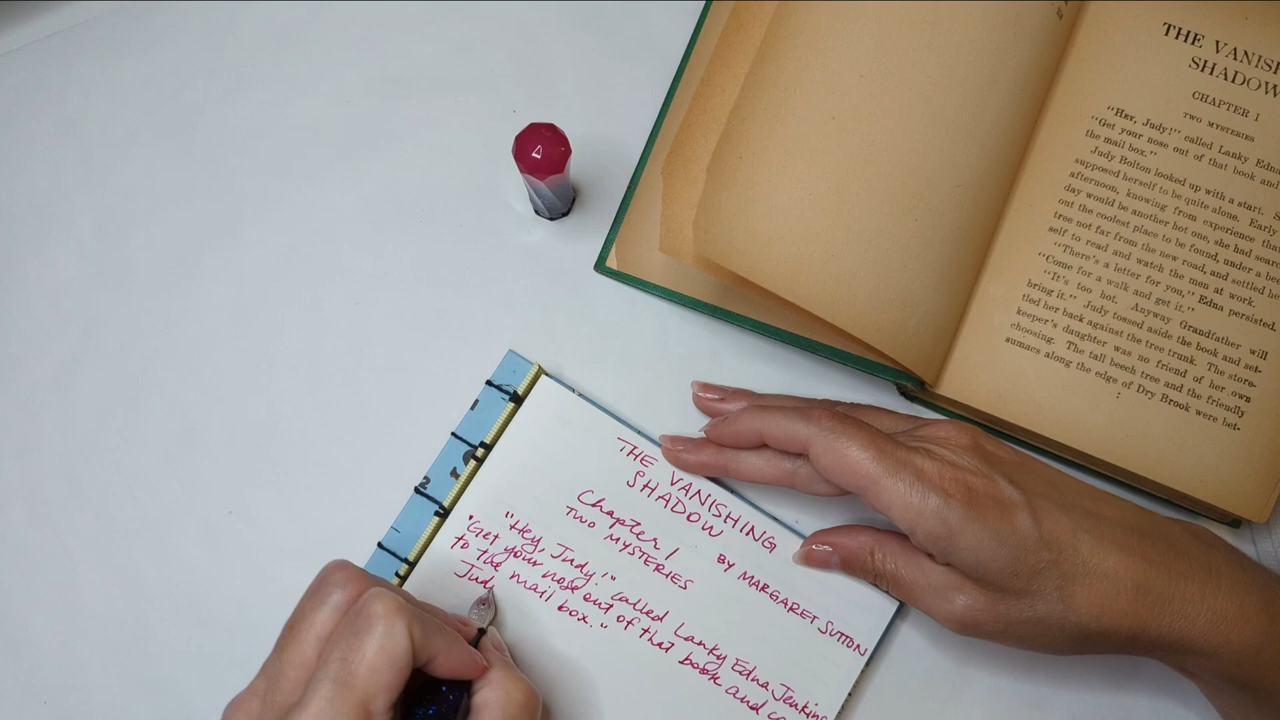 THE VANISHING
SHADOW
BY MARGARET SUTTON
Chapter 1
TWO MYSTERIES
"Hey, Judy!" called Lanky Edna Jenkins
"Get your nose out of that book and co
to the mail box."
Jud
THE VANIS
SHADOW
CHAPTER I
TWO MYSTERIES
"Hey, Judy!" called Lanky Edna
"Get your nose out of that book and
the mail box."
Judy Bolton looked up with a start. S
supposed herself to be quite alone. Early
afternoon, knowing from experience tha
day would be another hot one, she had searc
out the coolest place to be found, under a bee
tree not far from the new road, and settled he
self to read and watch the men at work.
"There's a letter for you," Edna persisted.
"Come for a walk and get it."
"It's too hot. Anyway Grandfather will
bring it." Judy tossed aside the book and set-
tled her back against the tree trunk. The store-
keeper's daughter was no friend of her own
choosing. The tall beech tree and the friendly
sumacs along the edge of Dry Brook were bet-